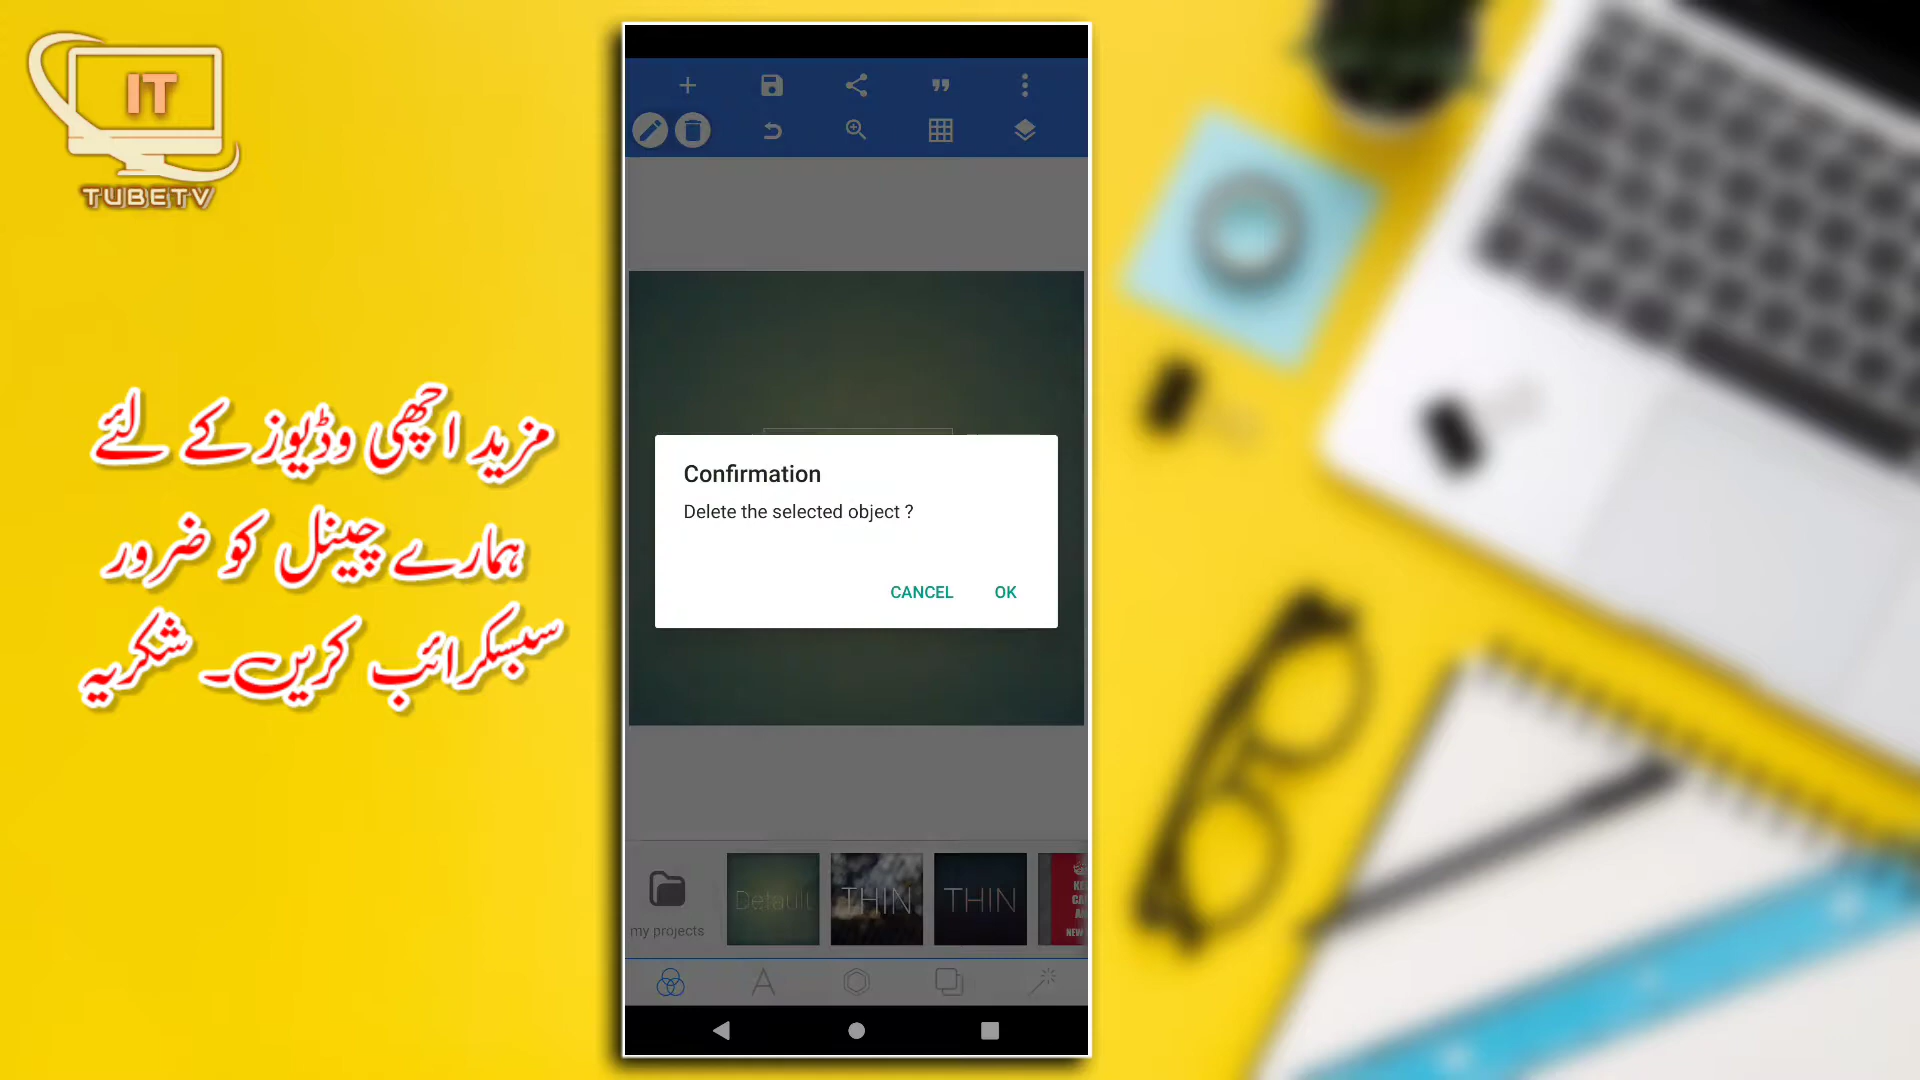 IT
TUBETV
مزید اچھی وڈیوز کے لئے
ہمارے چینل کو ضرور
سبسکرائب کریں۔ شکریہ
Confirmation
Delete the selected object ?
CANCEL OK
my projects
Default
THIN
THIN
NEW